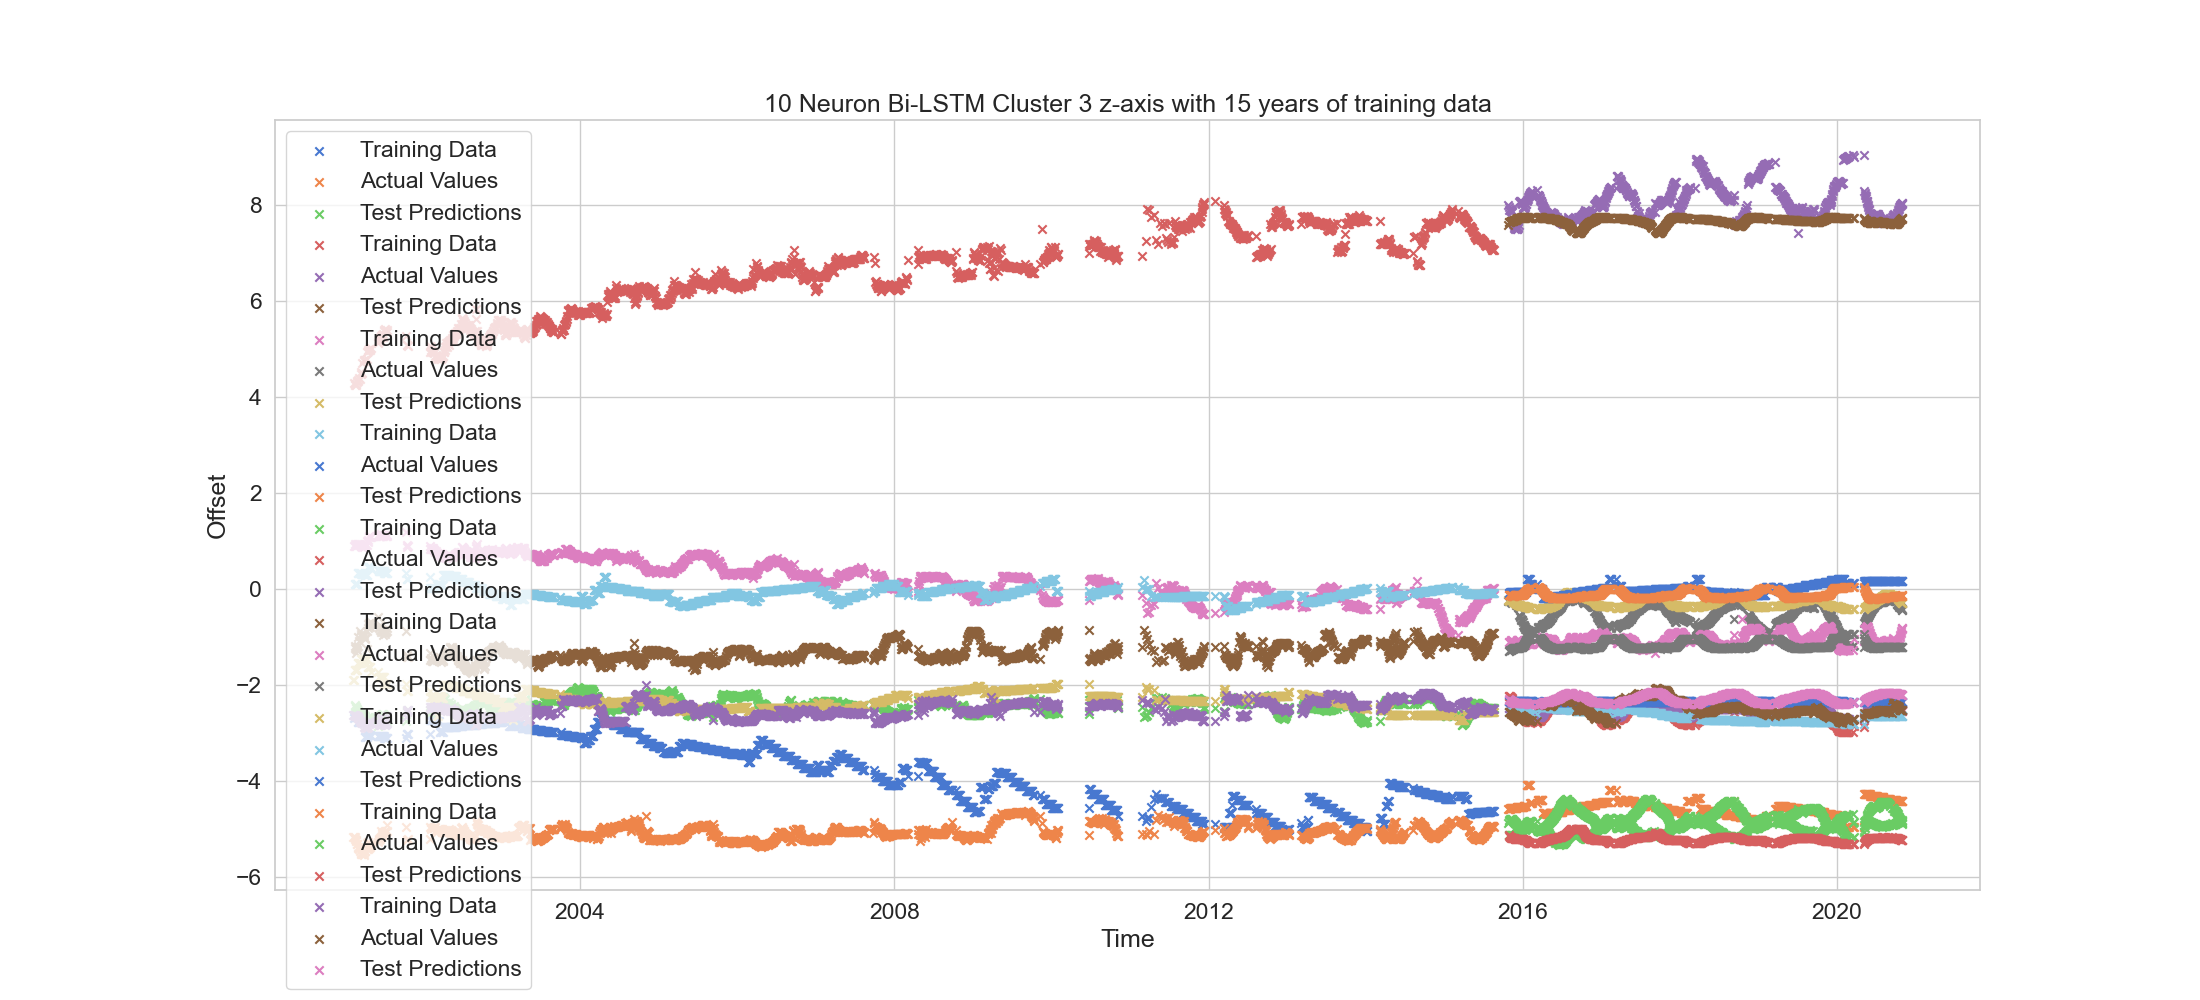 10 Neuron Bi-LSTM Cluster 3 z-axis with 15 years of training data
Training Data
Actual Values
Test Predictions
Training Data
Actual Values
Test Predictions
Training Data
Actual Values
Test Predictions
Training Data
Actual Values
Test Predictions
Training Data
Actual Values
Test Predictions
Training Data
Actual Values
Test Predictions
Training Data
Actual Values
Test Predictions
Training Data
Actual Values
Test Predictions
Training Data
Actual Values
Test Predictions
Offset
8
6
4
2
0
−2
−4
−6
2004
2008
2012
2016
2020
Time